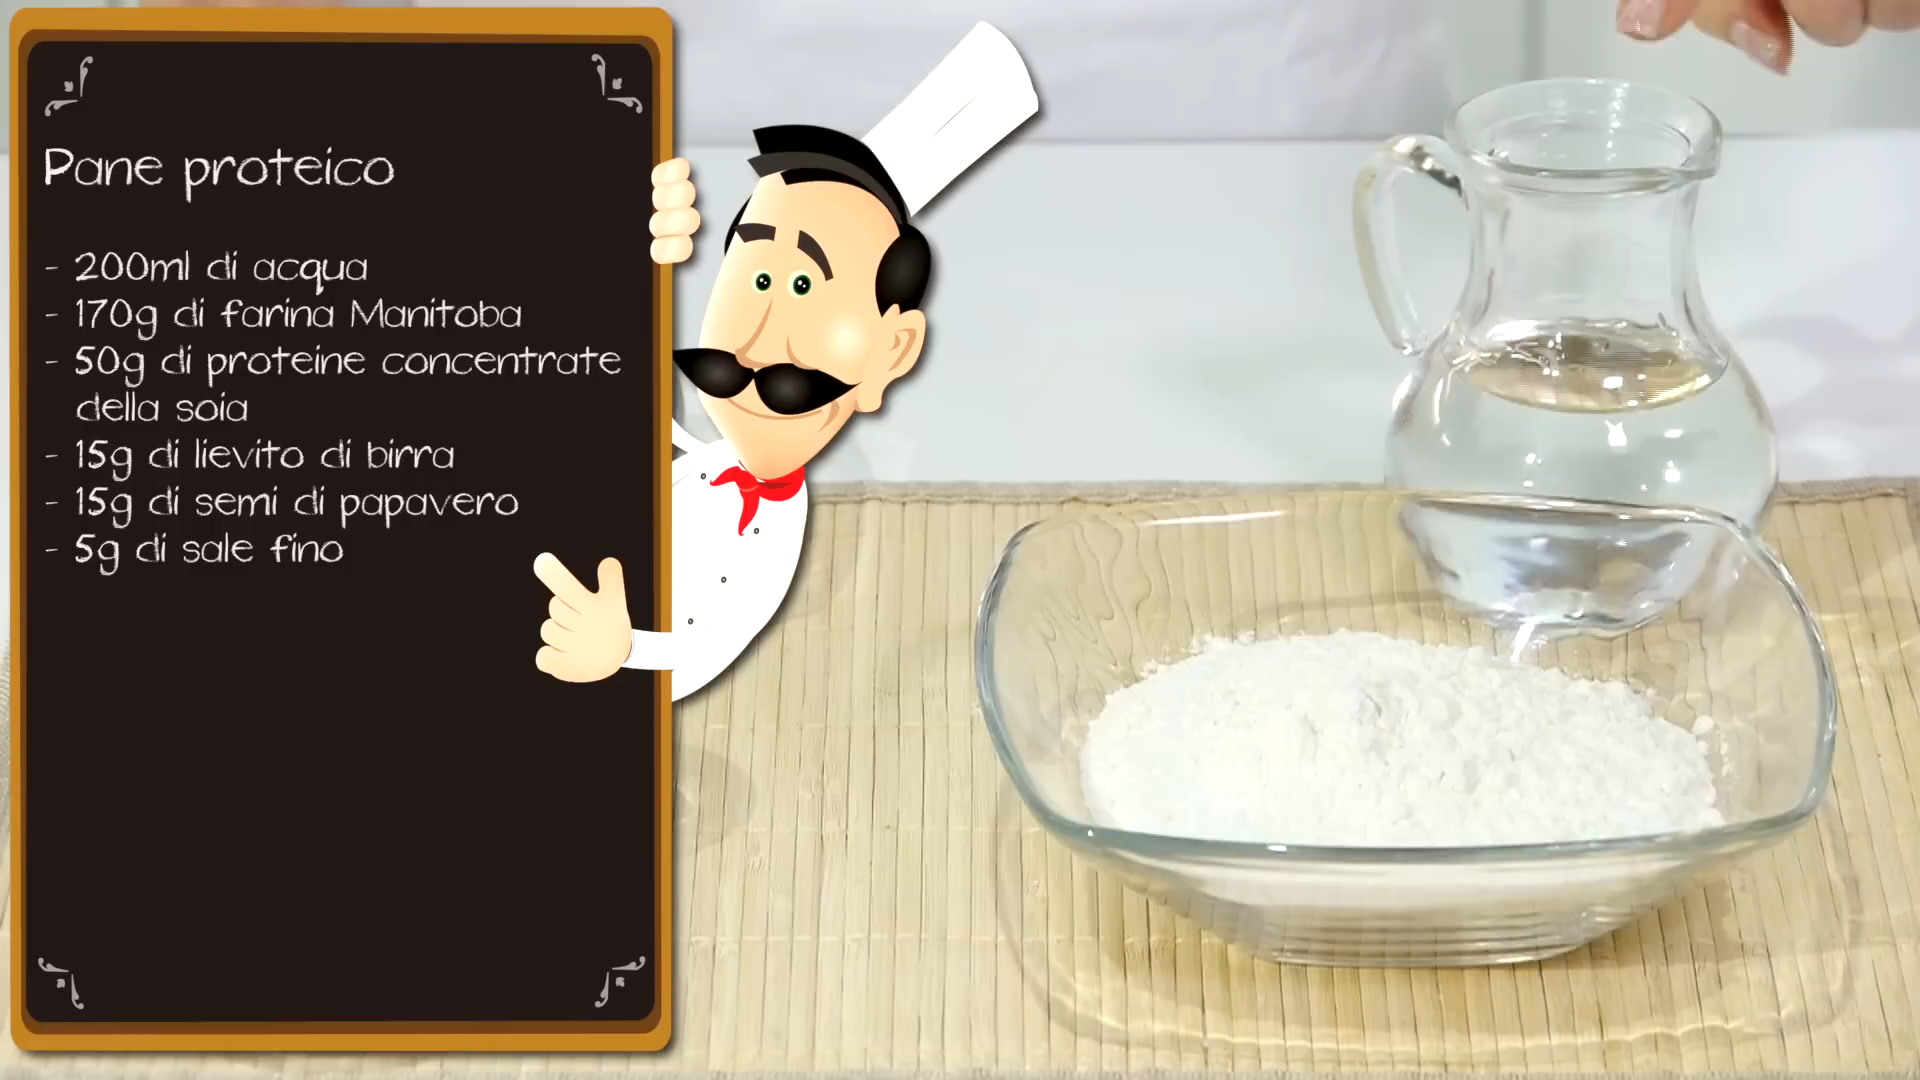 Pane proteico
- 200ml di acqua
- 170g di farina Manitoba
- 50g di proteine concentrate
della soia
- 15g di lievito di birra
- 15g di semi di papavero
- 5g di sale fino